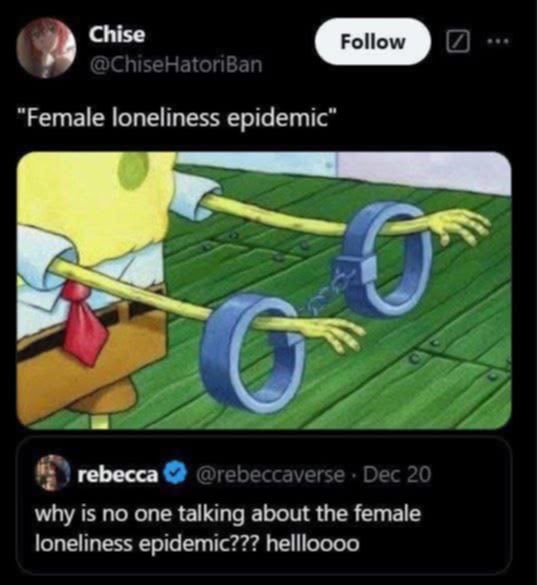 Chise
@ChiseHatoriBan
Follow
"Female loneliness epidemic"
rebecca @rebeccaverse · Dec 20
why is no one talking about the female
loneliness epidemic??? hellloooo